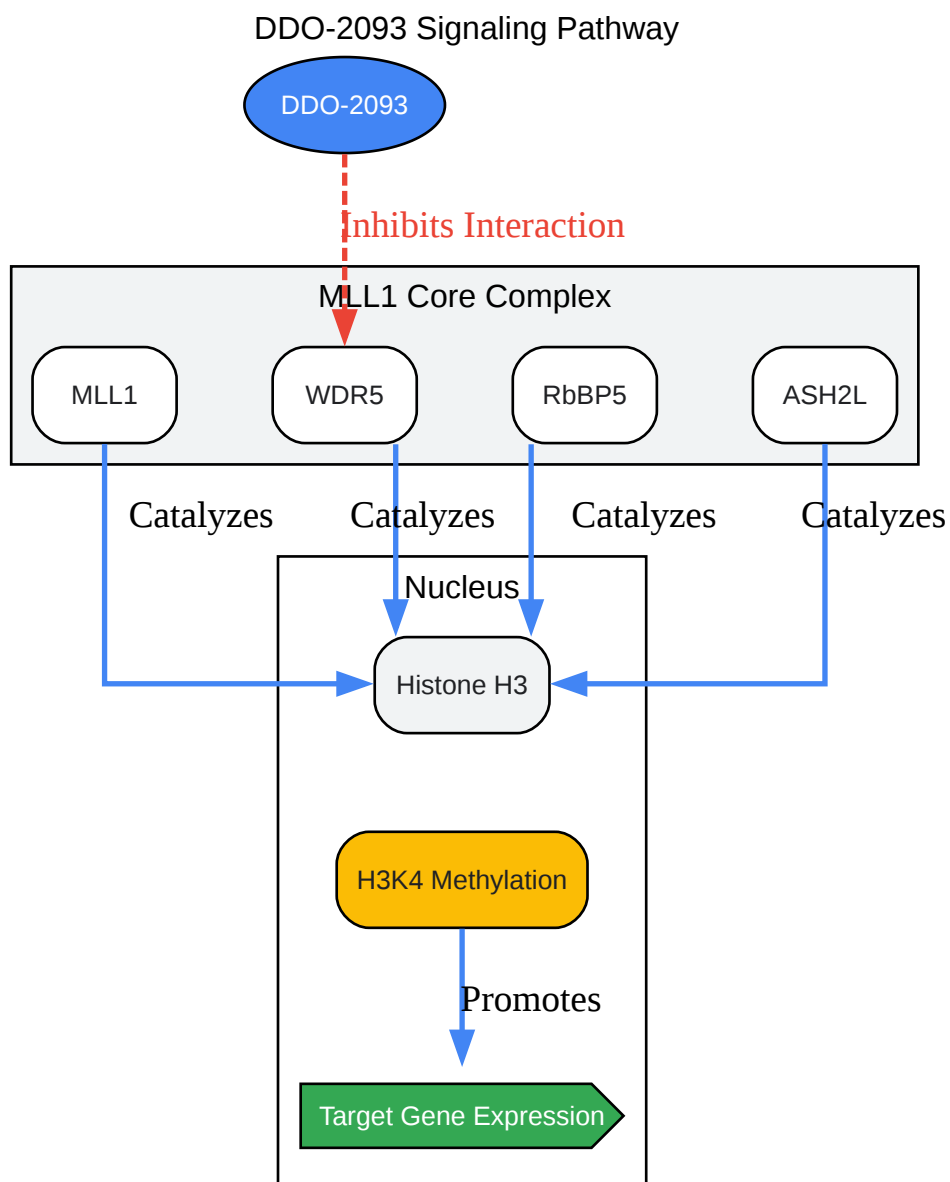 DDO-2093 Signaling Pathway
DDO-2093
Inhibits Interaction
MLL1 Core Complex
MLL1
WDR5
RbBP5
ASH2L
Catalyzes
Catalyzes
Catalyzes
Catalyzes
Nucleus
Histone H3
H3K4 Methylation
Promotes
Target Gene Expression